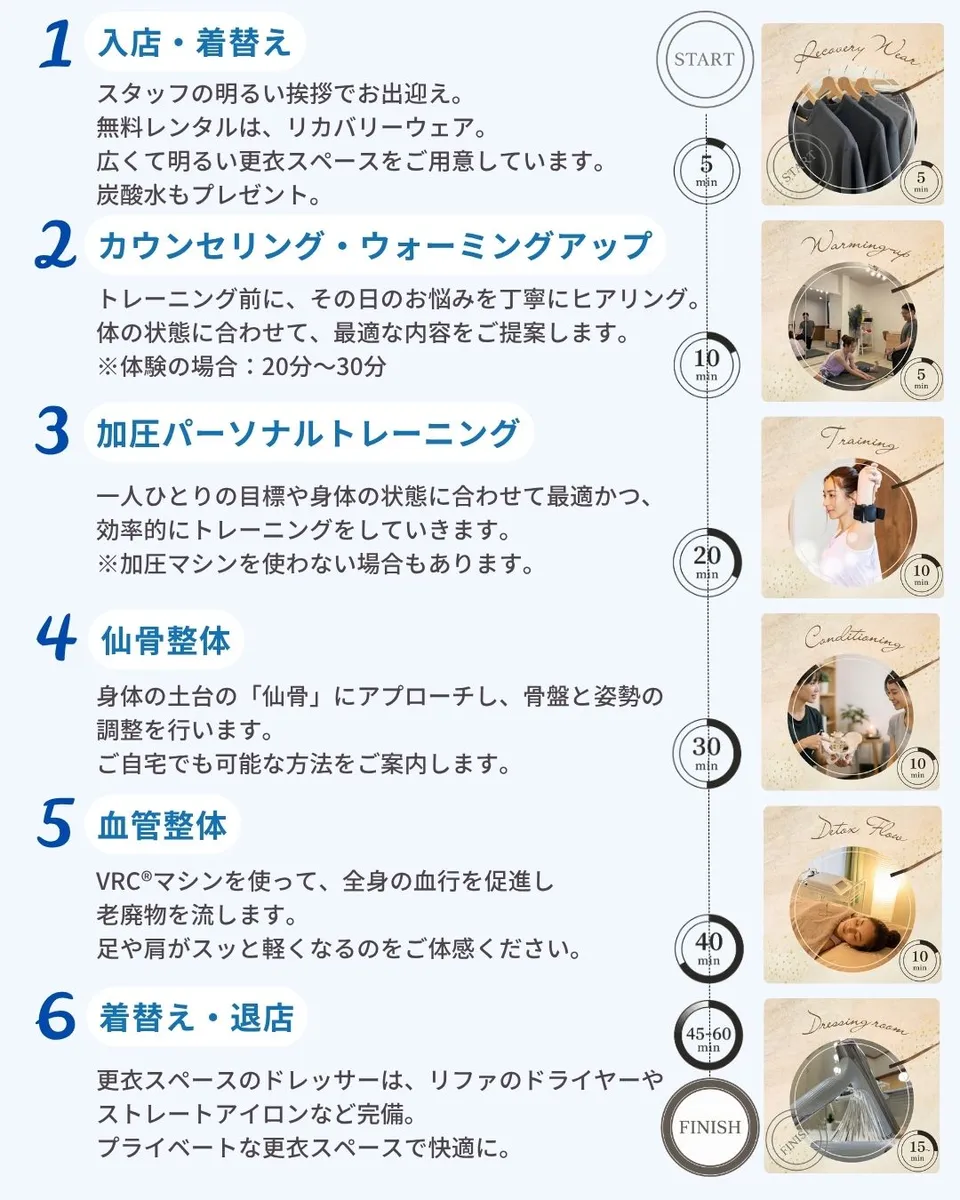 1 入店・着替え
スタッフの明るい挨拶でお出迎え。
無料レンタルは、リカバリーウェア。
広くて明るい更衣スペースをご用意しています。
炭酸水もプレゼント。
START
5
min
Recovery Wear
START
5
min
2 カウンセリング・ウォーミングアップ
トレーニング前に、その日のお悩みを丁寧にヒアリング。
体の状態に合わせて、最適な内容をご提案します。
※体験の場合：20分〜30分
10
min
Warming up
5
min
3 加圧パーソナルトレーニング
一人ひとりの目標や身体の状態に合わせて最適かつ、
効率的にトレーニングをしていきます。
※加圧マシンを使わない場合もあります。
20
min
Training
10
min
4 仙骨整体
身体の土台の「仙骨」にアプローチし、骨盤と姿勢の
調整を行います。
ご自宅でも可能な方法をご案内します。
30
min
Conditioning
10
min
5 血管整体
VRC®マシンを使って、全身の血行を促進し
老廃物を流します。
足や肩がスッと軽くなるのをご体感ください。
40
min
Detox Flow
10
min
6 着替え・退店
更衣スペースのドレッサーは、リファのドライヤーや
ストレートアイロンなど完備。
プライベートな更衣スペースで快適に。
45-60
min
FINISH
Dressing room
FINISH
15~
min